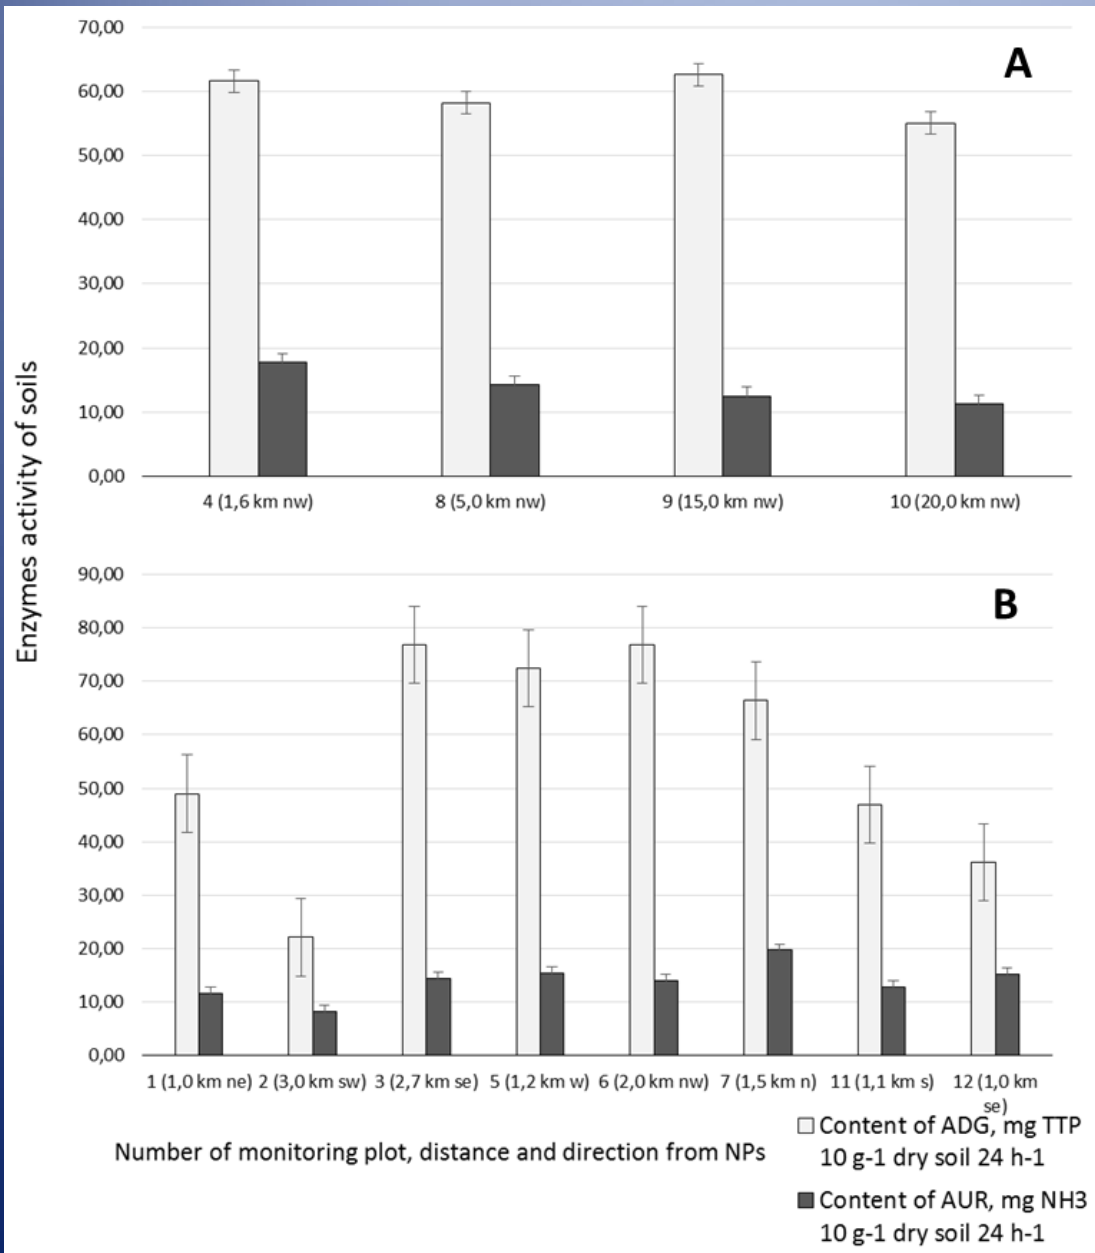 70,00
A
60,00
50,00
40,00
30,00
20,00
10,00
0,00
4 (1,6 km nw) 8 (5,0 km nw) 9 (15,0 km nw) 10 (20,0 km nw)
Enzymes activity of soils
90,00
B
80,00
70,00
60,00
50,00
40,00
30,00
20,00
10,00
0,00
1 (1,0 km ne) 2 (3,0 km sw) 3 (2,7 km se) 5 (1,2 km w) 6 (2,0 km nw) 7 (1,5 km n) 11 (1,1 km s) 12 (1,0 km
se)
Number of monitoring plot, distance and direction from NPs
Content of ADG, mg TTP
10 g-1 dry soil 24 h-1
Content of AUR, mg NH3
10 g-1 dry soil 24 h-1